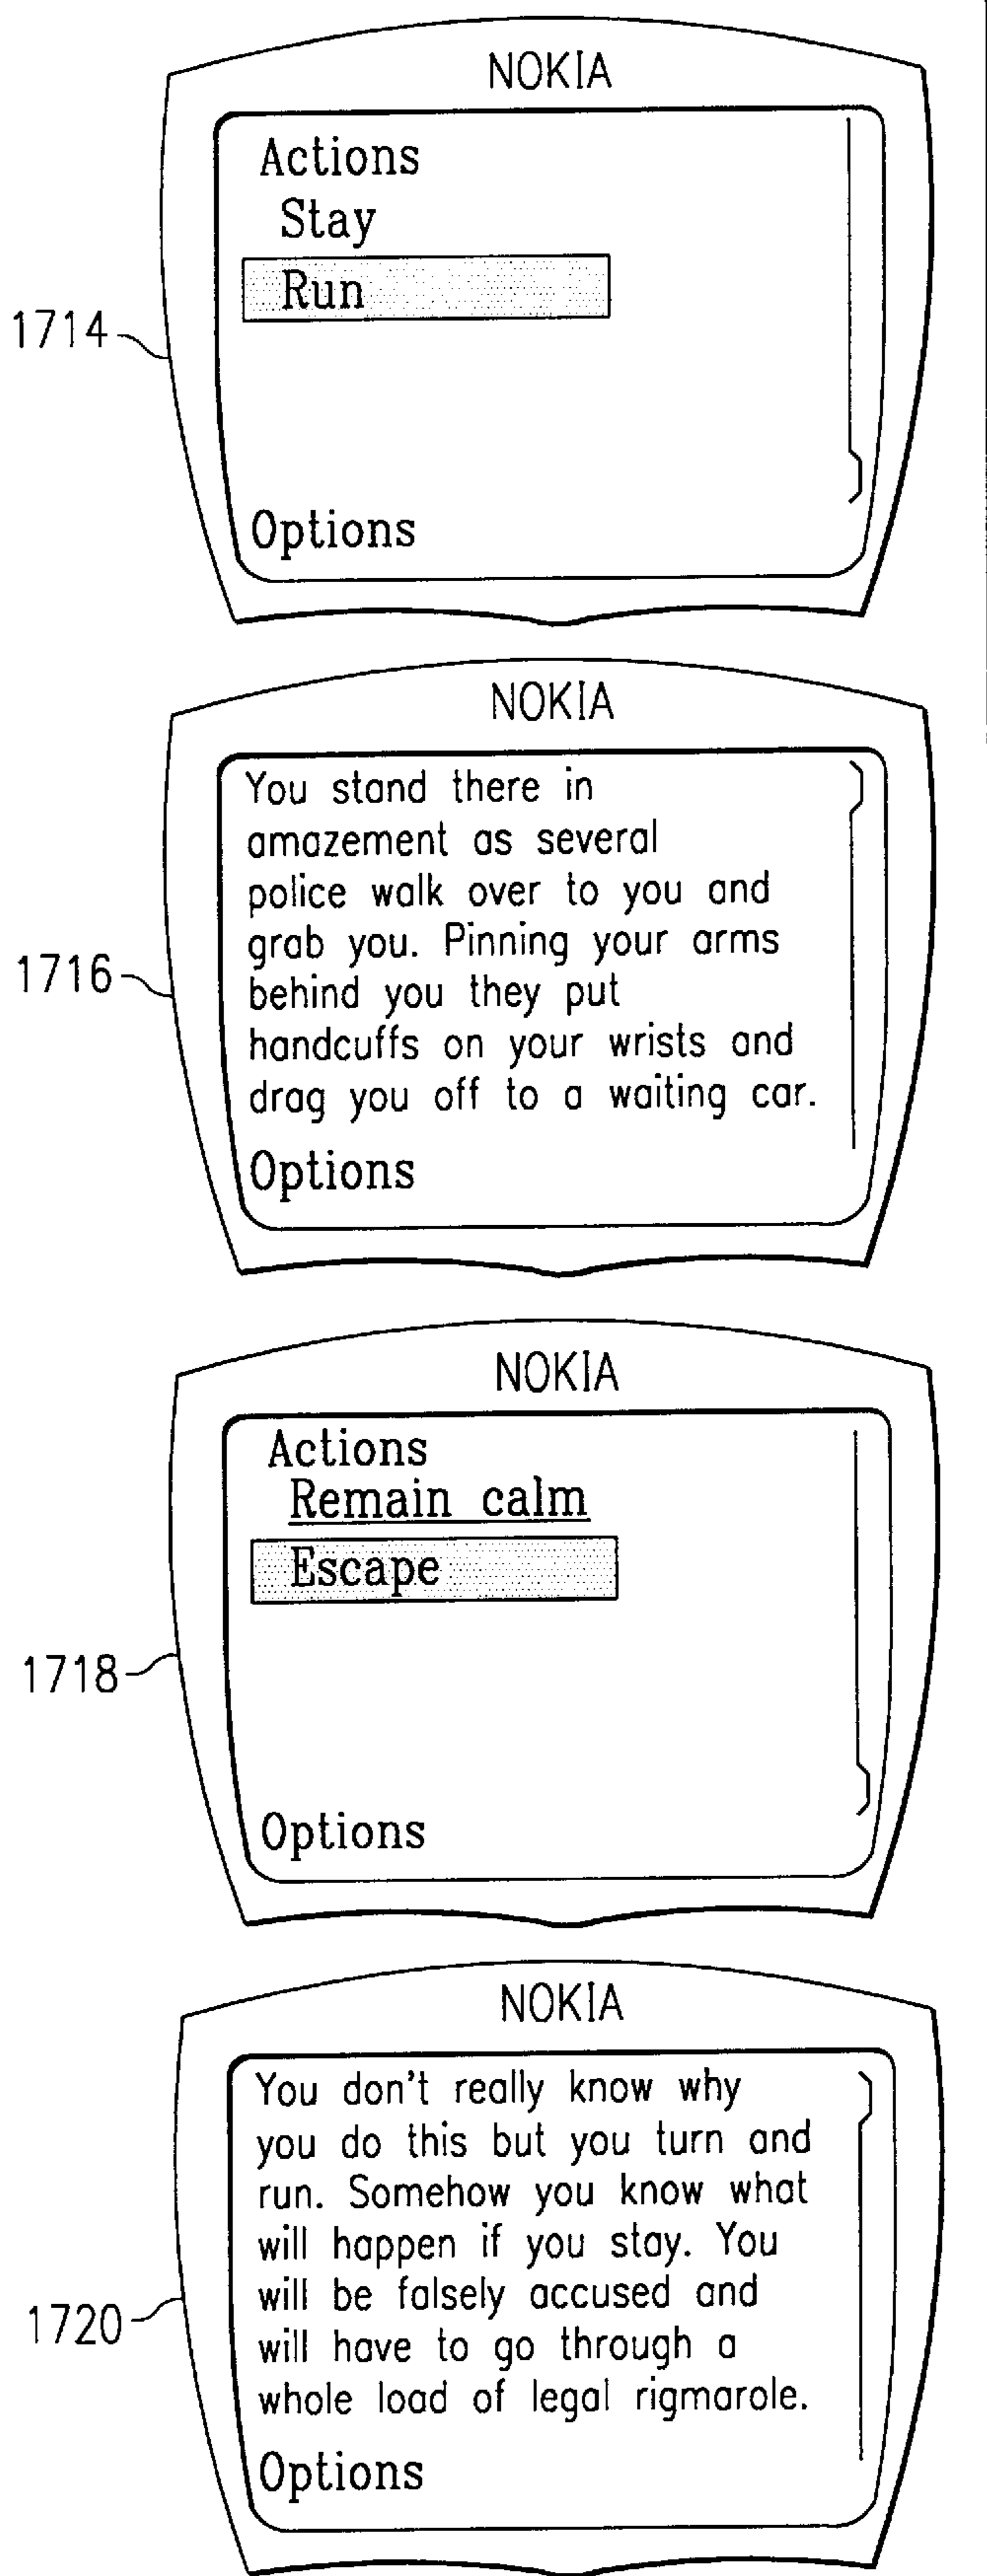 NOKIA
Actions
Stay
Run
1714
Options
NOKIA
You stand there in
amazement as several
police walk over to you and
grab you. Pinning your arms
1716
behind you they put
handcuffs on your wrists and
drag you off to a waiting car.
Options
NOKIA
Actions
Remain calm
Escape
1718
Options
NOKIA
You don't really know why
you do this but you turn and
run. Somehow you know what
will happen if you stay. You
will be falsely accused and
1720
will have to go through a
whole load of legal rigmarole.
Options